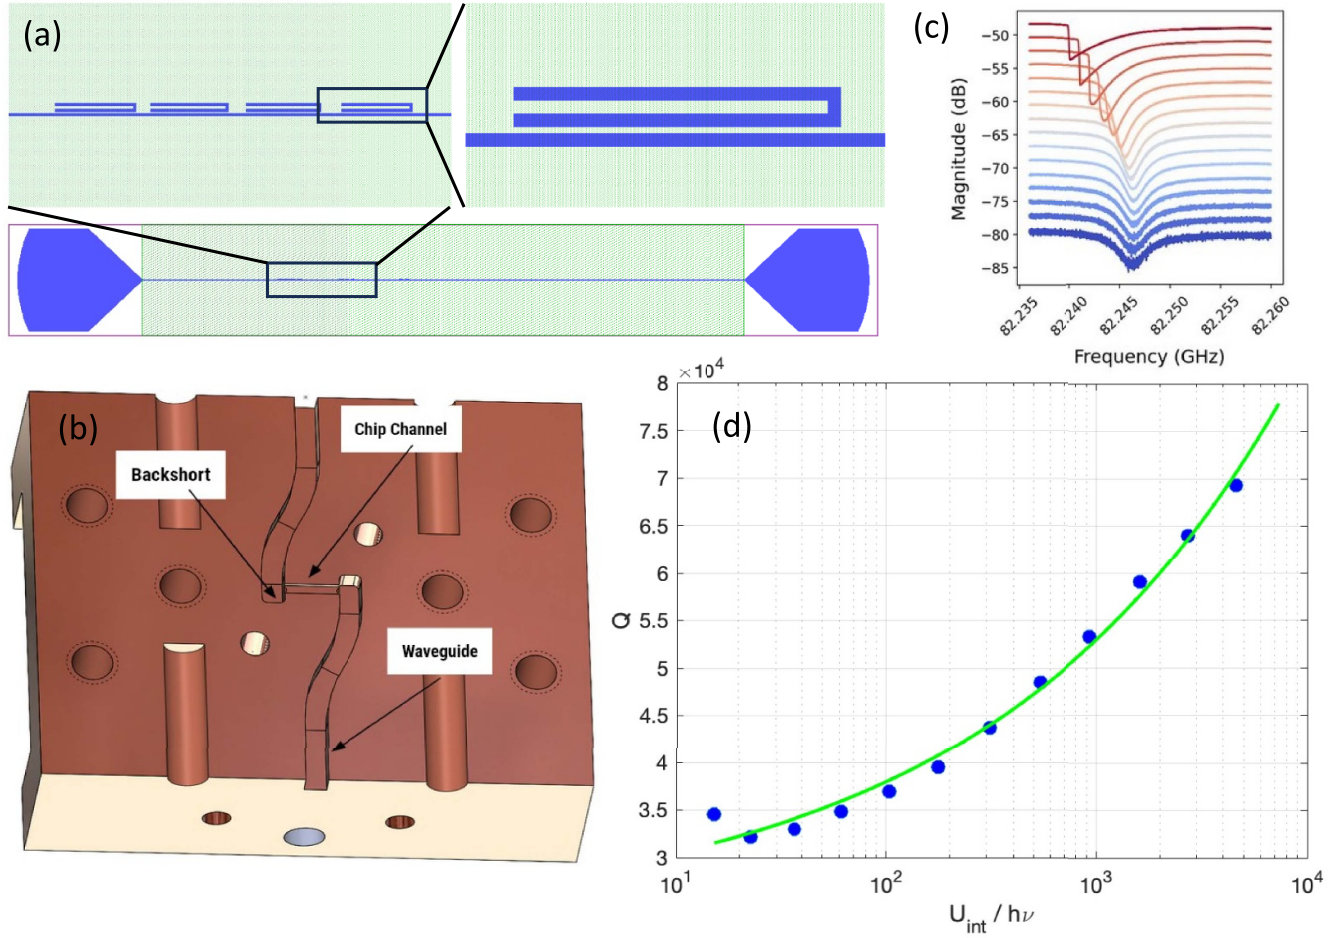 (a)
(c)
−50
−55
−60
−65
−70
−75
−80
−85
Magnitude (dB)
82.235
82.240
82.245
82.250
82.255
82.260
Frequency (GHz)
(b)
Chip Channel
Backshort
Waveguide
(d)
×10⁴
8
7.5
7
6.5
6
5.5
5
4.5
4
3.5
3
Q
10¹
10²
10³
10⁴
U_int / hν